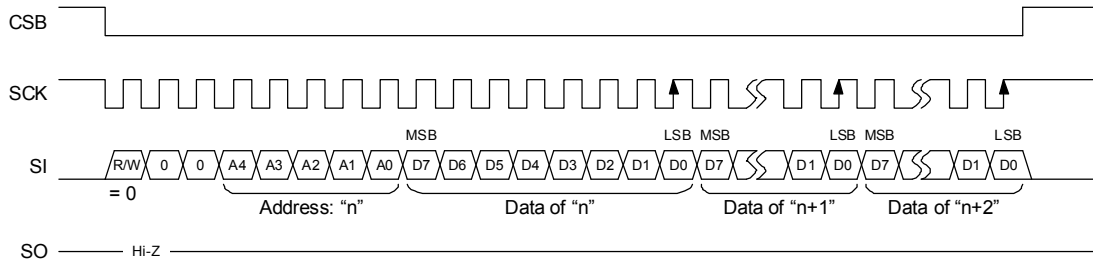 CSB
SCK
MSB LSB MSB LSB MSB LSB
SI R/W 0 0 A4 A3 A2 A1 A0 D7 D6 D5 D4 D3 D2 D1 D0 D7 D1 D0 D7 D1 D0
= 0
Address: “n” Data of “n” Data of “n+1” Data of “n+2”
SO Hi-Z